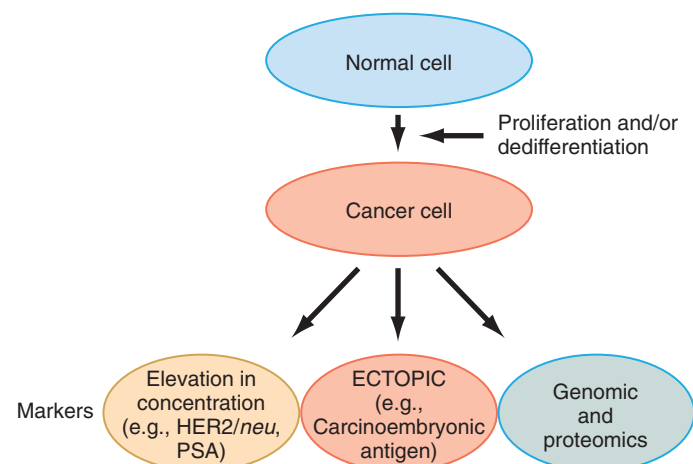 Normal cell
Proliferation and/or
dedifferentiation
Cancer cell
Markers
Elevation in
concentration
(e.g., HER2/neu,
PSA)
ECTOPIC
(e.g.,
Carcinoembryonic
antigen)
Genomic
and
proteomics